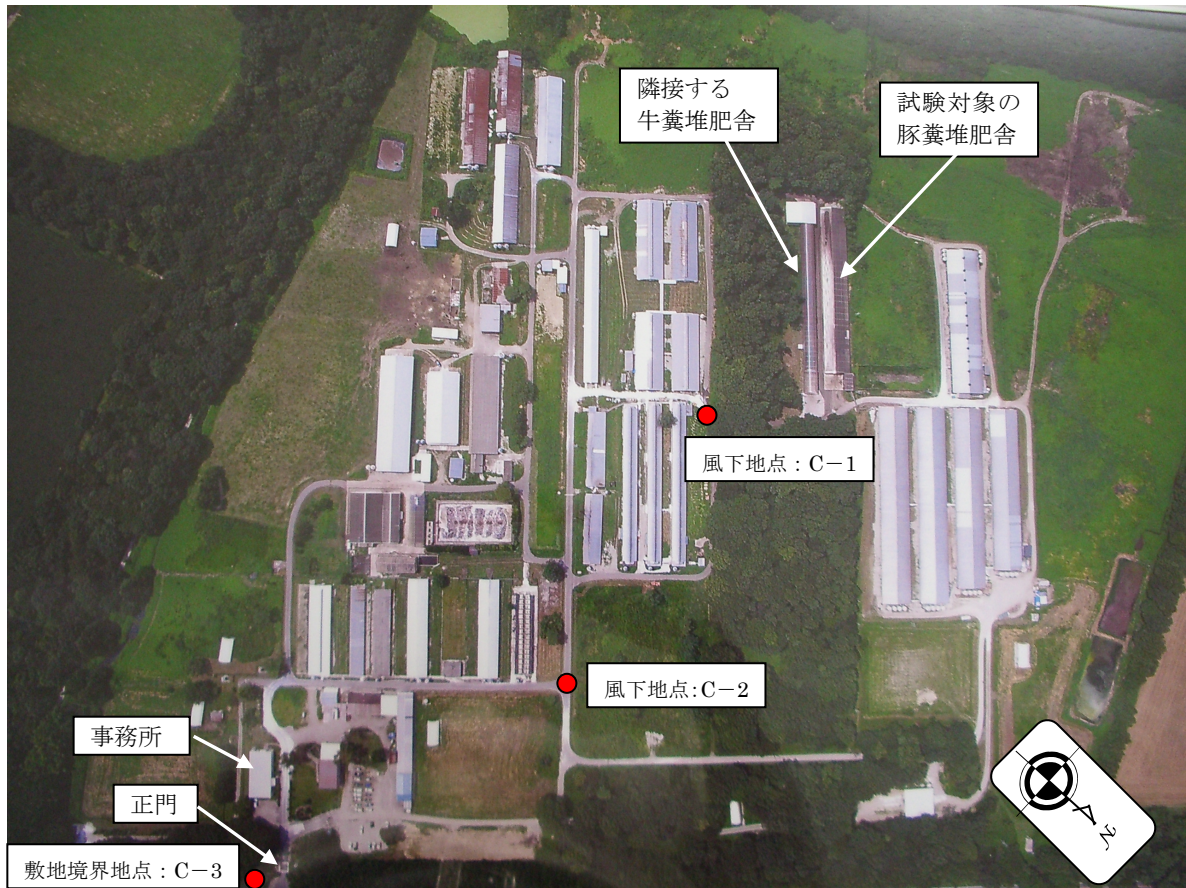 隣接する
牛糞堆肥舎
試験対象の
豚糞堆肥舎
風下地点：C－1
風下地点:C－2
事務所
正門
敷地境界地点：C－3
N